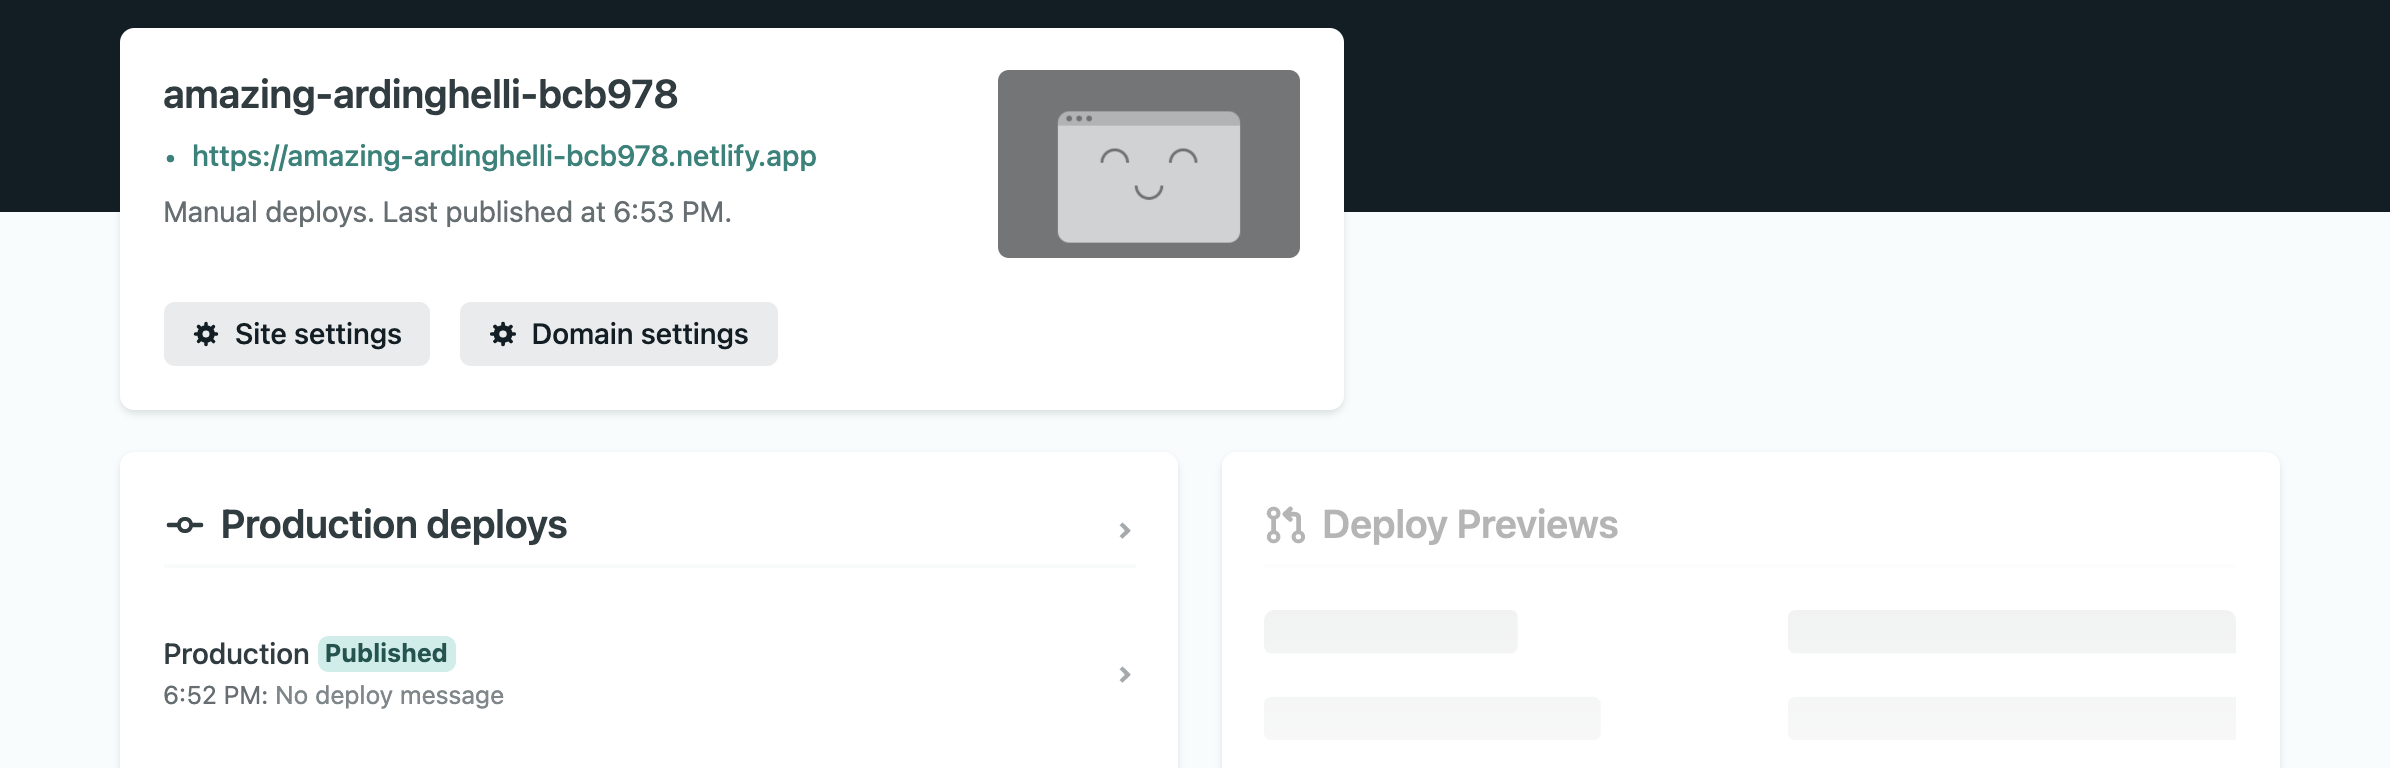 amazing-ardinghelli-bcb978
• https://amazing-ardinghelli-bcb978.netlify.app
Manual deploys. Last published at 6:53 PM.
Site settings
Domain settings
Production deploys
Production Published
6:52 PM: No deploy message
Deploy Previews